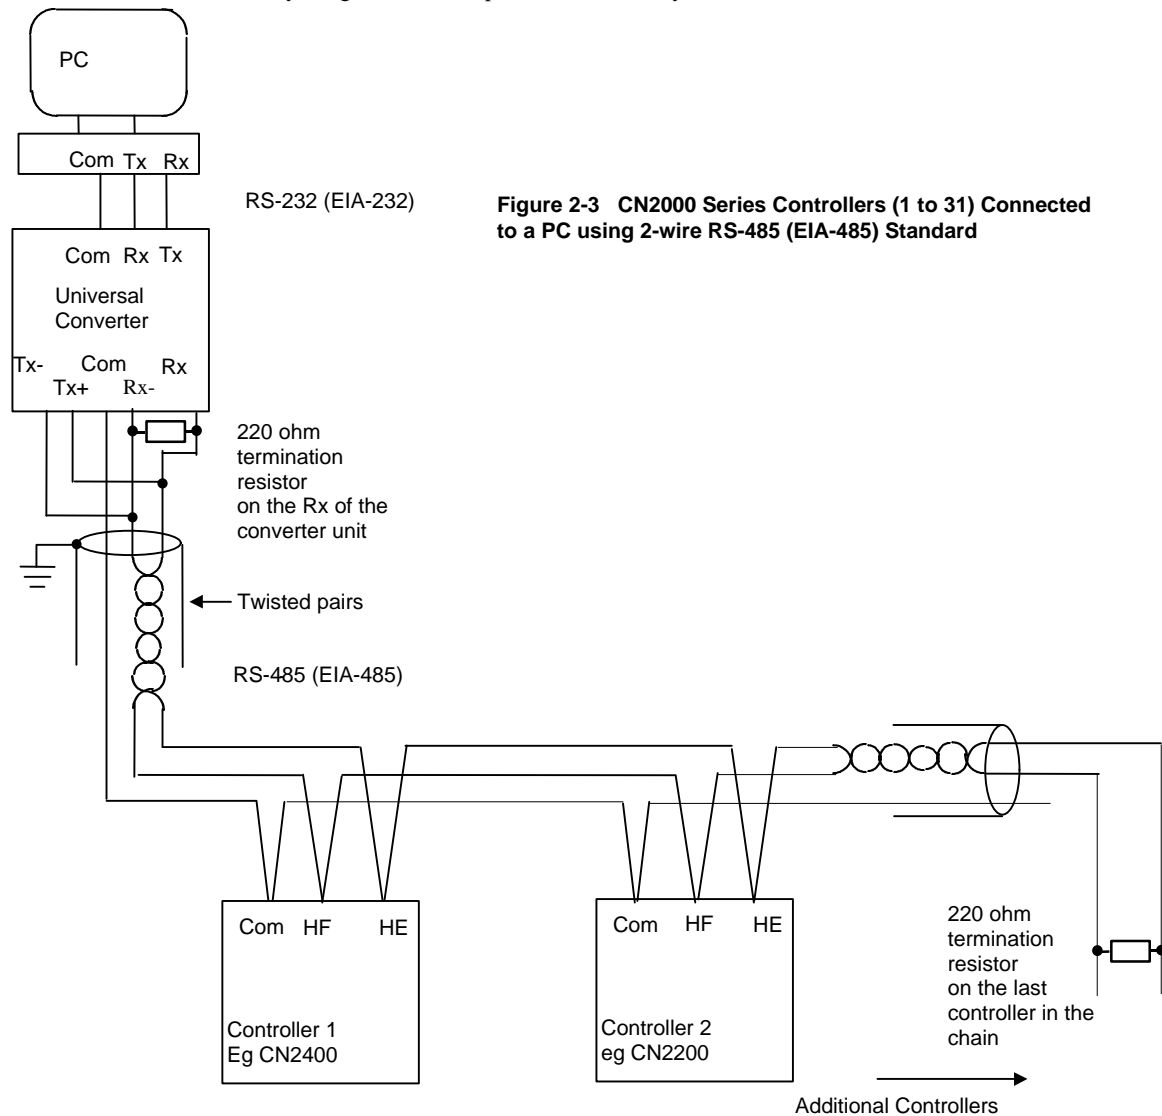 PC
Com Tx Rx
RS-232 (EIA-232)
Figure 2-3 CN2000 Series Controllers (1 to 31) Connected
to a PC using 2-wire RS-485 (EIA-485) Standard
Com Rx Tx
Universal
Converter
Tx- Com Rx
Tx+ Rx-
220 ohm
termination
resistor
on the Rx of the
converter unit
Twisted pairs
RS-485 (EIA-485)
Com HF HE
Controller 1
Eg CN2400
Com HF HE
Controller 2
eg CN2200
220 ohm
termination
resistor
on the last
controller in the
chain
Additional Controllers